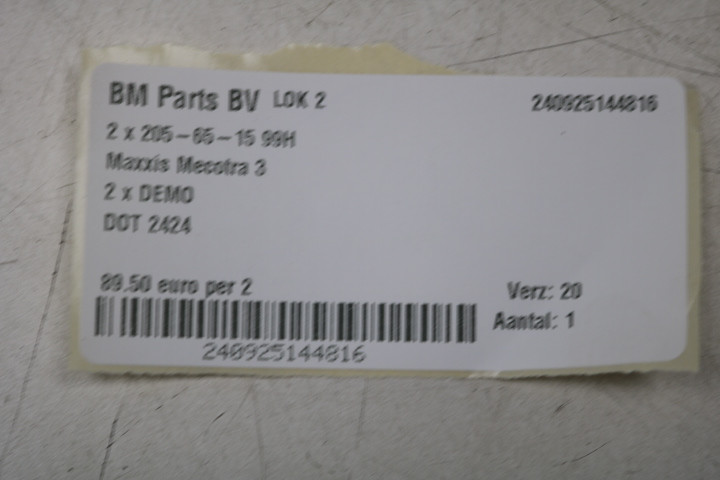 BM Parts BV LOK 2 240925144816
2 x 205-65-15 99H
Maxxis Mecotra 3
2 x DEMO
DOT 2424
89.50 euro per 2
Verz: 20
Aantal: 1
240925144816